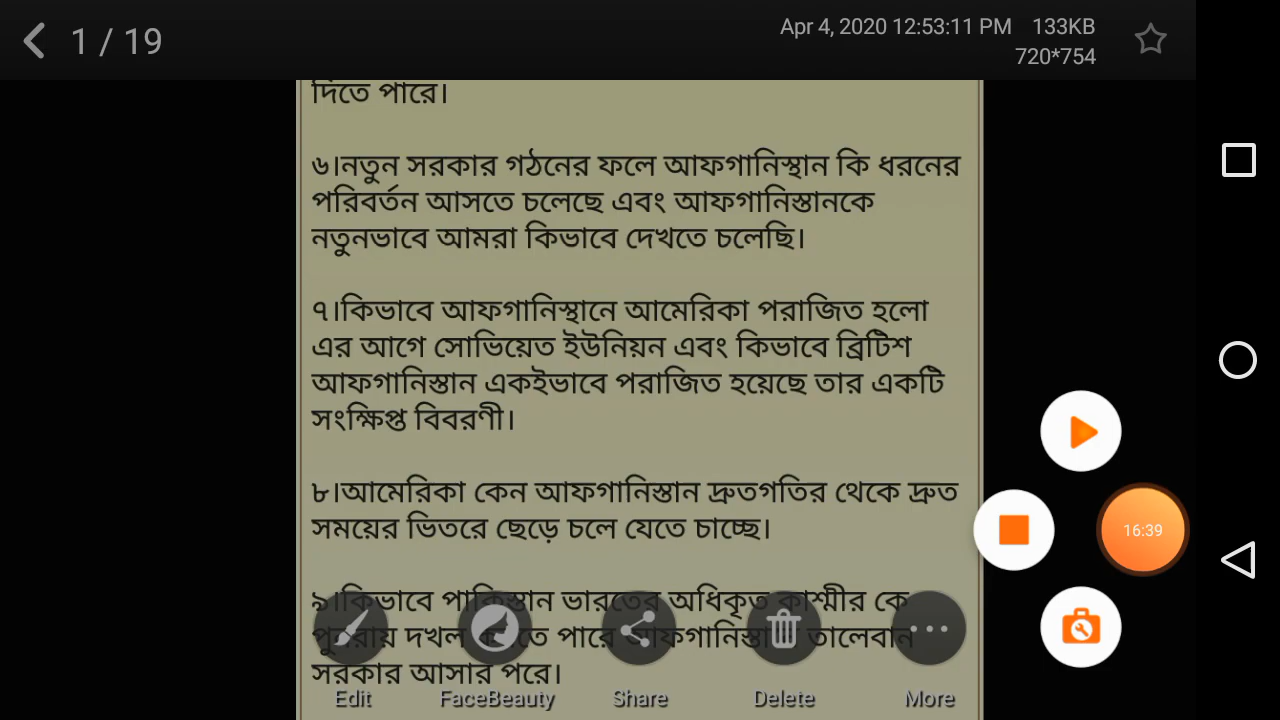 1 / 19
Apr 4, 2020 12:53:11 PM 133KB
720*754
দিতে পারে।
৬।নতুন সরকার গঠনের ফলে আফগানিস্থান কি ধরনের
পরিবর্তন আসতে চলেছে এবং আফগানিস্তানকে
নতুনভাবে আমরা কিভাবে দেখতে চলেছি।
৭।কিভাবে আফগানিস্থানে আমেরিকা পরাজিত হলো
এর আগে সোভিয়েত ইউনিয়ন এবং কিভাবে ব্রিটিশ
আফগানিস্তান একইভাবে পরাজিত হয়েছে তার একটি
সংক্ষিপ্ত বিবরণী।
৮।আমেরিকা কেন আফগানিস্তান দ্রুতগতির থেকে দ্রুত
সময়ের ভিতরে ছেড়ে চলে যেতে চাচ্ছে।
৯।কিভাবে পাকিস্তান ভারতের অধিকৃত কাশ্মীর কে
দখল পারে তালেবান
সরকার আসার পরে।
16:39
Edit FaceBeauty Share Delete More